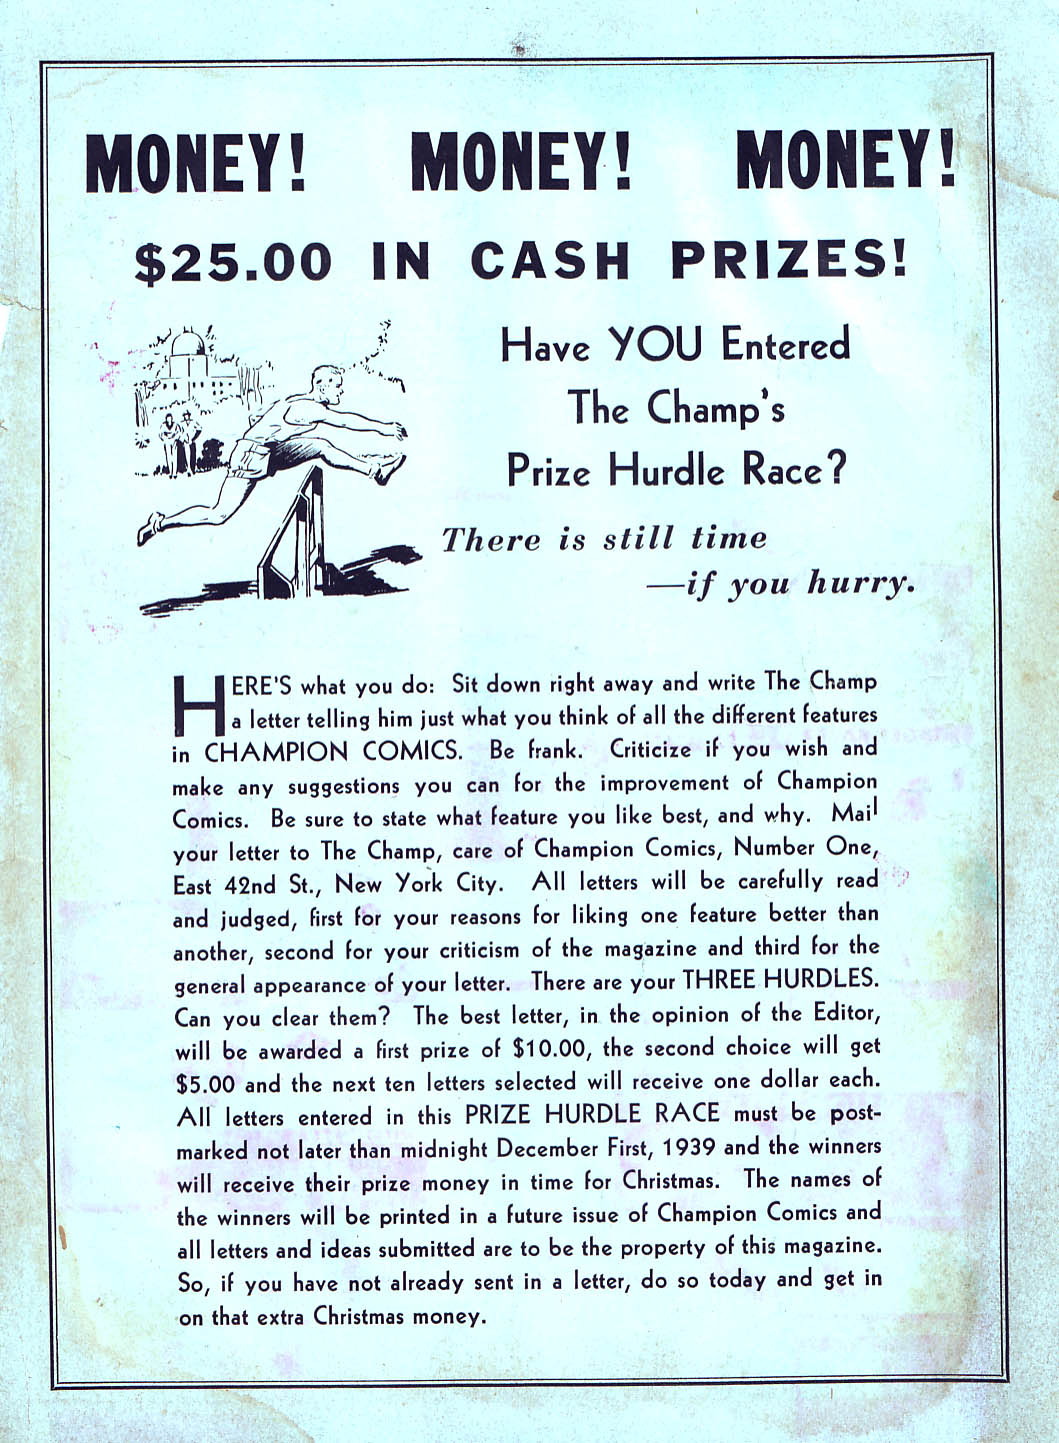 MONEY! MONEY! MONEY!
$25.00 IN CASH PRIZES!
Have YOU Entered
The Champ's
Prize Hurdle Race?
There is still time
—if you hurry.
HERE'S what you do: Sit down right away and write The Champ
a letter telling him just what you think of all the different features
in CHAMPION COMICS. Be frank. Criticize if you wish and
make any suggestions you can for the improvement of Champion
Comics. Be sure to state what feature you like best, and why. Mail
your letter to The Champ, care of Champion Comics, Number One,
East 42nd St., New York City. All letters will be carefully read
and judged, first for your reasons for liking one feature better than
another, second for your criticism of the magazine and third for the
general appearance of your letter. There are your THREE HURDLES.
Can you clear them? The best letter, in the opinion of the Editor,
will be awarded a first prize of $10.00, the second choice will get
$5.00 and the next ten letters selected will receive one dollar each.
All letters entered in this PRIZE HURDLE RACE must be post-
marked not later than midnight December First, 1939 and the winners
will receive their prize money in time for Christmas. The names of
the winners will be printed in a future issue of Champion Comics and
all letters and ideas submitted are to be the property of this magazine.
So, if you have not already sent in a letter, do so today and get in
on that extra Christmas money.